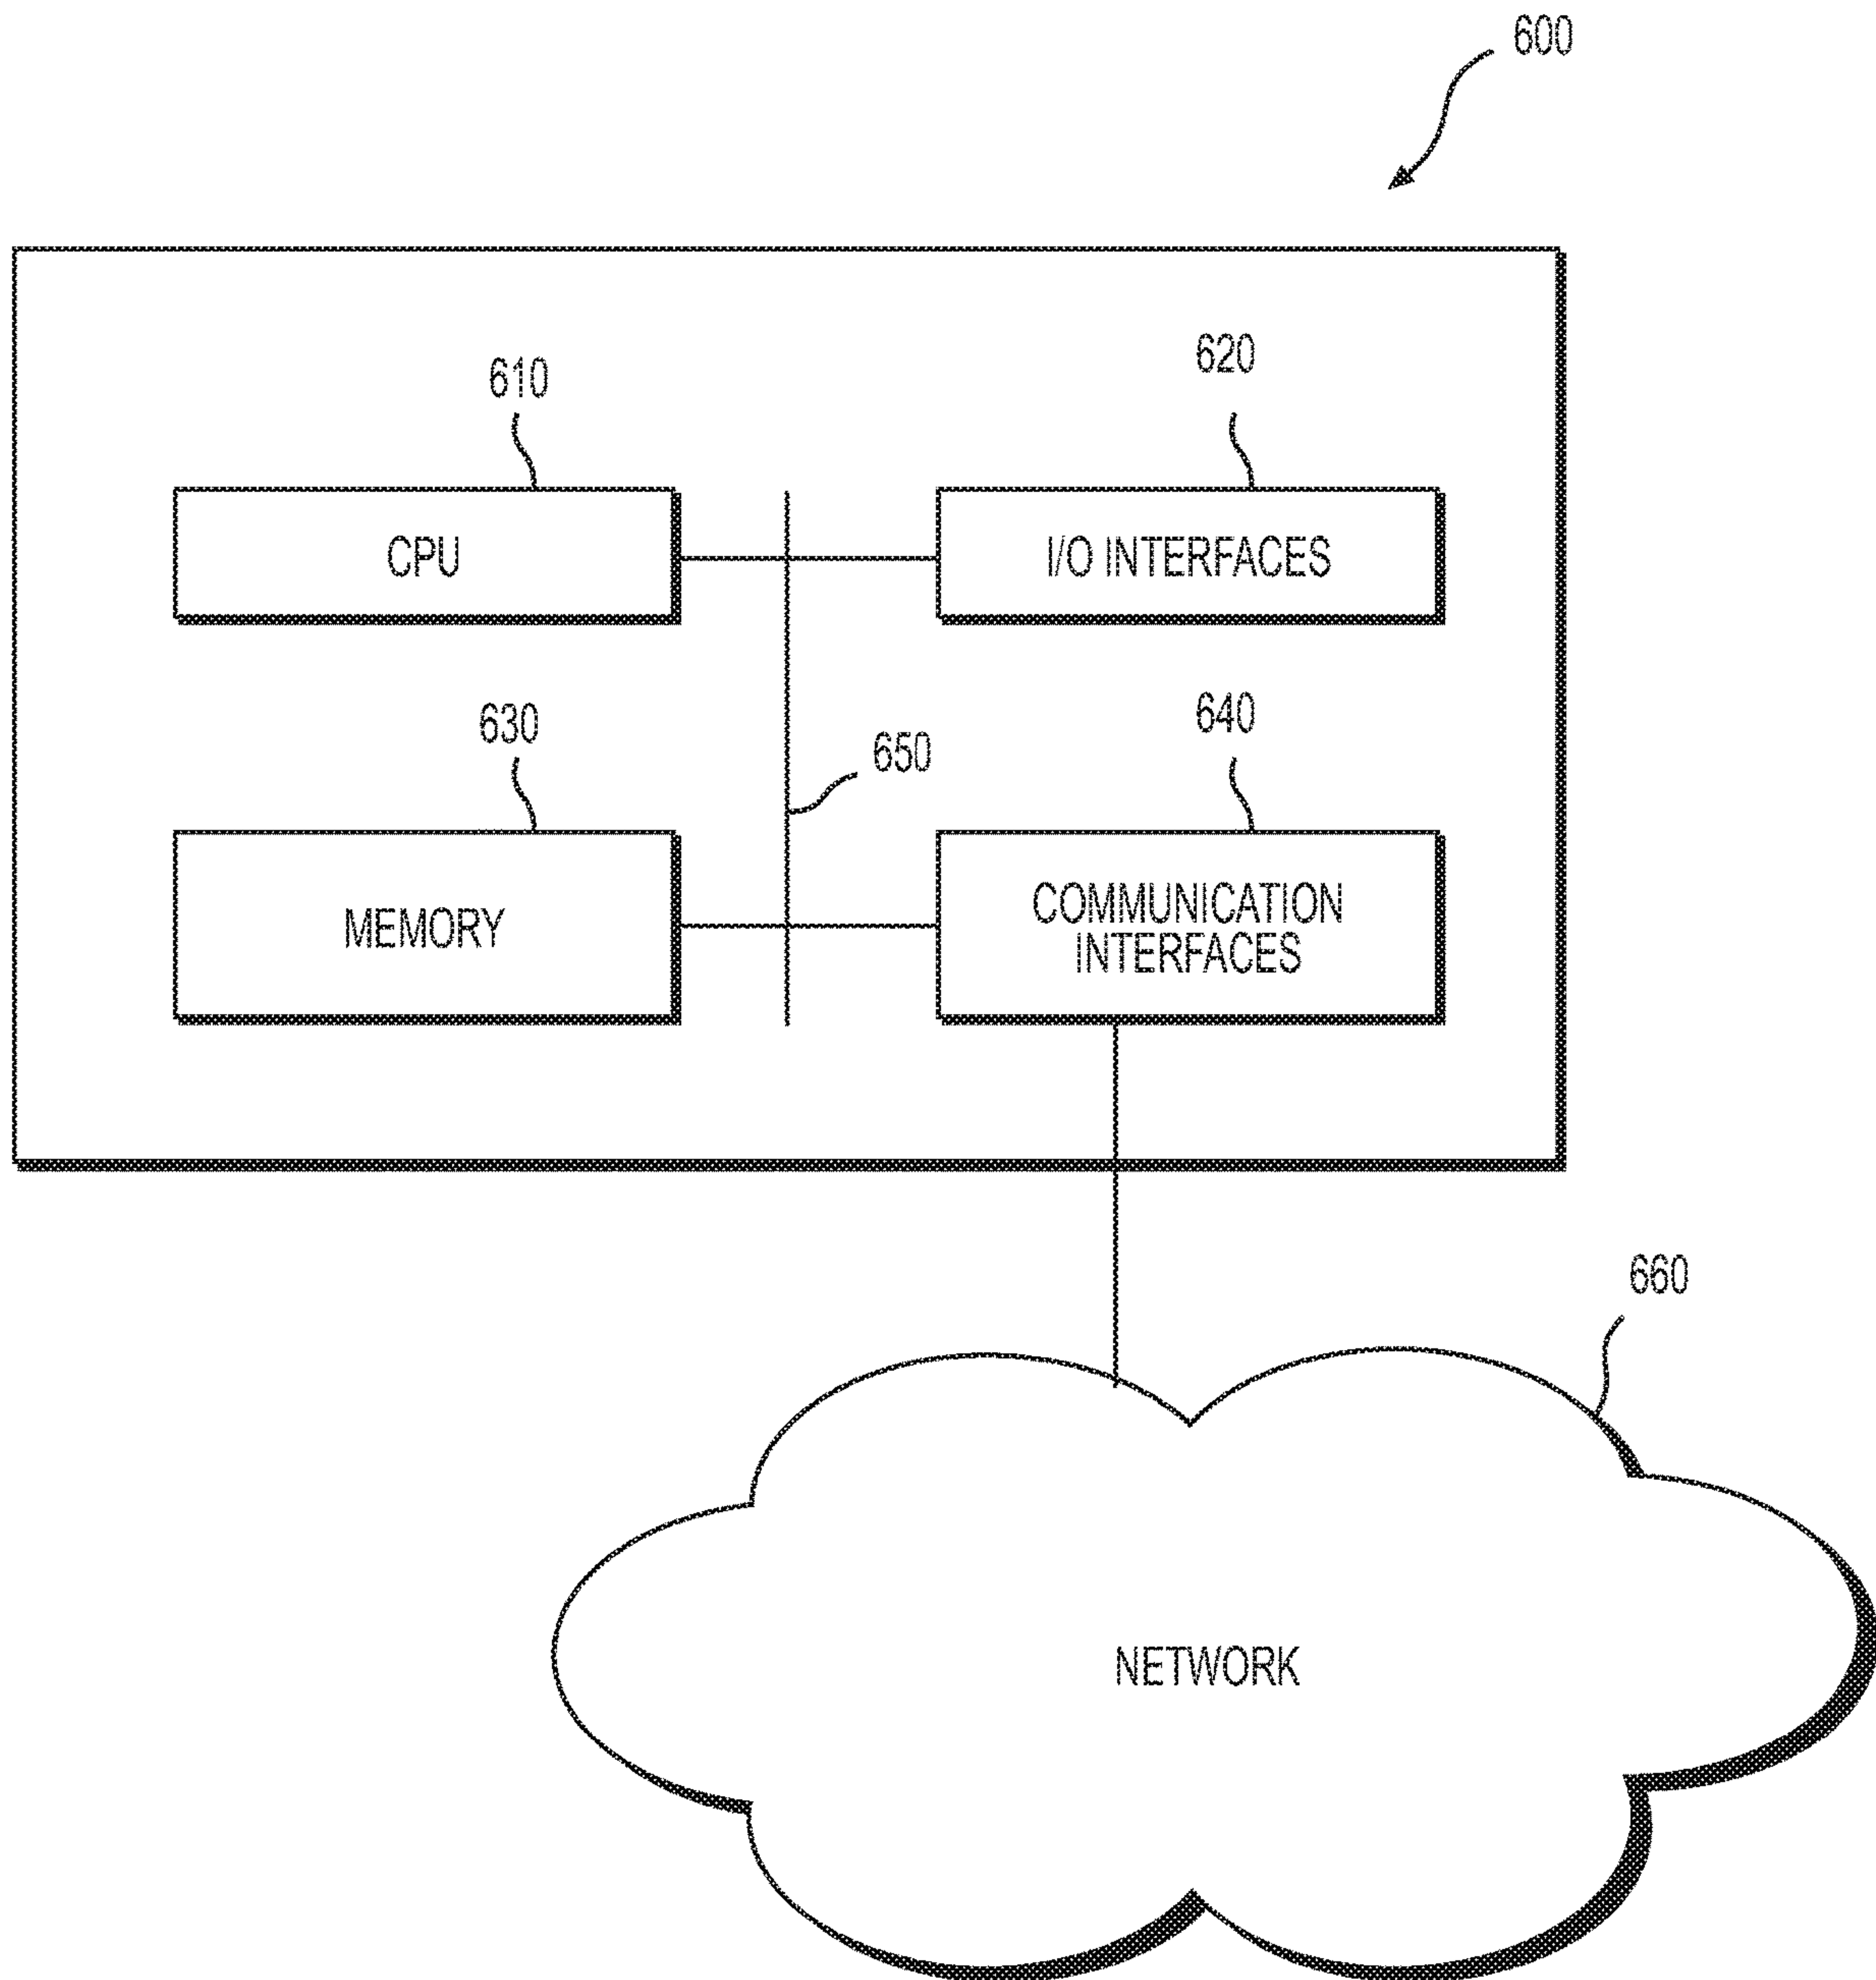 600
610
620
CPU
I/O INTERFACES
630
650
640
MEMORY
COMMUNICATION
INTERFACES
660
NETWORK